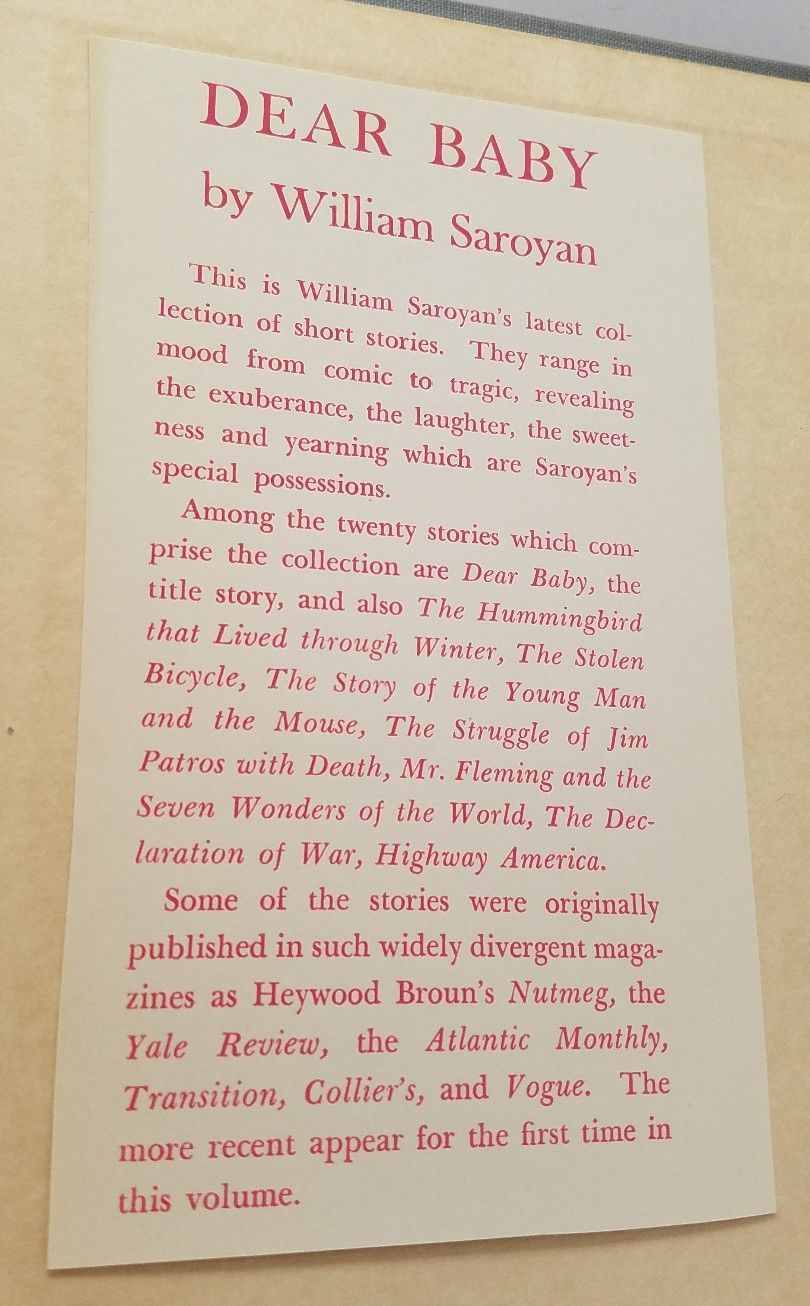 DEAR BABY
by William Saroyan
This is William Saroyan's latest col-
lection of short stories. They range in
mood from comic to tragic, revealing
the exuberance, the laughter, the sweet-
ness and yearning which are Saroyan's
special possessions.
Among the twenty stories which com-
prise the collection are Dear Baby, the
title story, and also The Hummingbird
that Lived through Winter, The Stolen
Bicycle, The Story of the Young Man
and the Mouse, The Struggle of Jim
Patros with Death, Mr. Fleming and the
Seven Wonders of the World, The Dec-
laration of War, Highway America.
Some of the stories were originally
published in such widely divergent maga-
zines as Heywood Broun's Nutmeg, the
Yale Review, the Atlantic Monthly,
Transition, Collier's, and Vogue. The
more recent appear for the first time in
this volume.